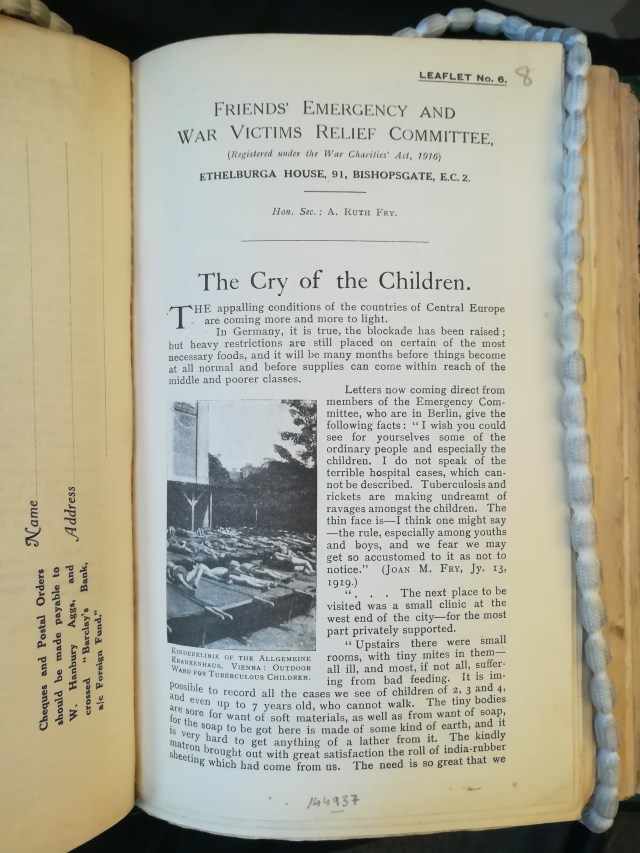 Name
Address
Cheques and Postal Orders
should be made payable to
W. Hanbury Aggs, and
crossed "Barclay's Bank,
a/c Foreign Fund."
LEAFLET No. 6.
8
FRIENDS' EMERGENCY AND
WAR VICTIMS RELIEF COMMITTEE,
(Registered under the War Charities' Act, 1916)
ETHELBURGA HOUSE, 91, BISHOPSGATE, E.C. 2.
Hon. Sec.: A. RUTH FRY.
The Cry of the Children.
THE appalling conditions of the countries of Central Europe
are coming more and more to light.
In Germany, it is true, the blockade has been raised;
but heavy restrictions are still placed on certain of the most
necessary foods, and it will be many months before things become
at all normal and before supplies can come within reach of the
middle and poorer classes.
Letters now coming direct from
members of the Emergency Com-
mittee, who are in Berlin, give the
following facts: "I wish you could
see for yourselves some of the
ordinary people and especially the
children. I do not speak of the
terrible hospital cases, which can-
not be described. Tuberculosis and
rickets are making undreamt of
ravages amongst the children. The
thin face is—I think one might say
—the rule, especially among youths
and boys, and we fear we may
get so accustomed to it as not to
notice." (JOAN M. FRY, Jy. 13,
1919.)
". . . The next place to be
visited was a small clinic at the
west end of the city—for the most
part privately supported.
"Upstairs there were small
rooms, with tiny mites in them—
all ill, and most, if not all, suffer-
ing from bad feeding. It is im-
KINDERKLINIK OF THE ALLGEMEINE
KRANKENHAUS, VIENNA: OUTDOOR
WARD FOR TUBERCULOUS CHILDREN.
possible to record all the cases we see of children of 2, 3 and 4,
and even up to 7 years old, who cannot walk. The tiny bodies
are sore for want of soft materials, as well as from want of soap,
for the soap to be got here is made of some kind of earth, and it
is very hard to get anything of a lather from it. The kindly
matron brought out with great satisfaction the roll of india-rubber
sheeting which had come from us. The need is so great that we
144937